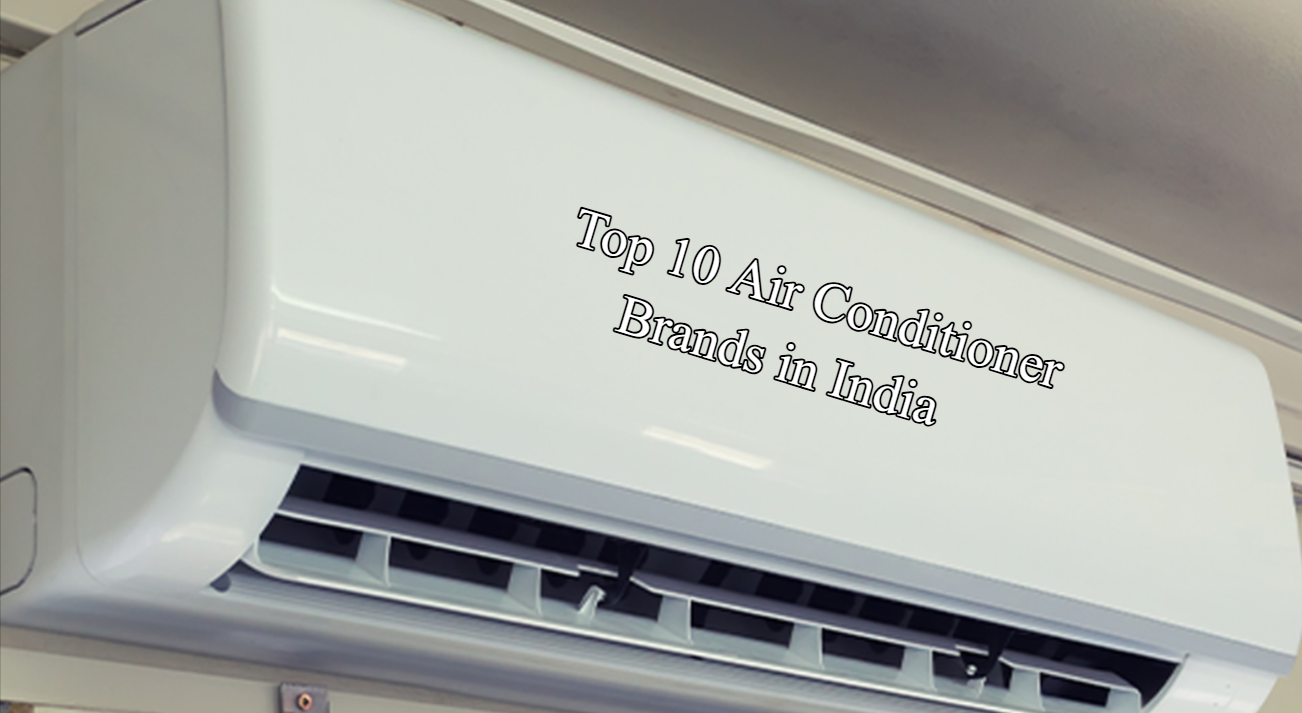 Top 10 Air Conditioner
Brands in India